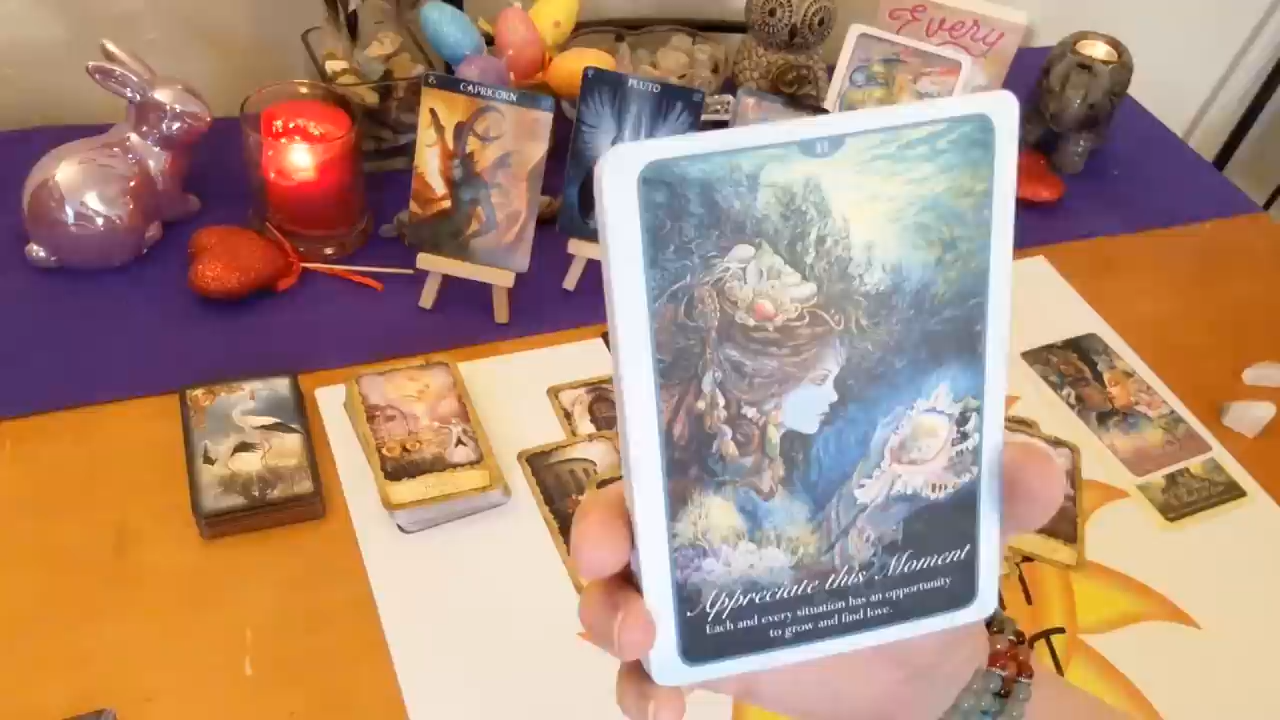 Every
CAPRICORN
PLUTO
11
Appreciate this Moment
Each and every situation has an opportunity
to grow and find love.